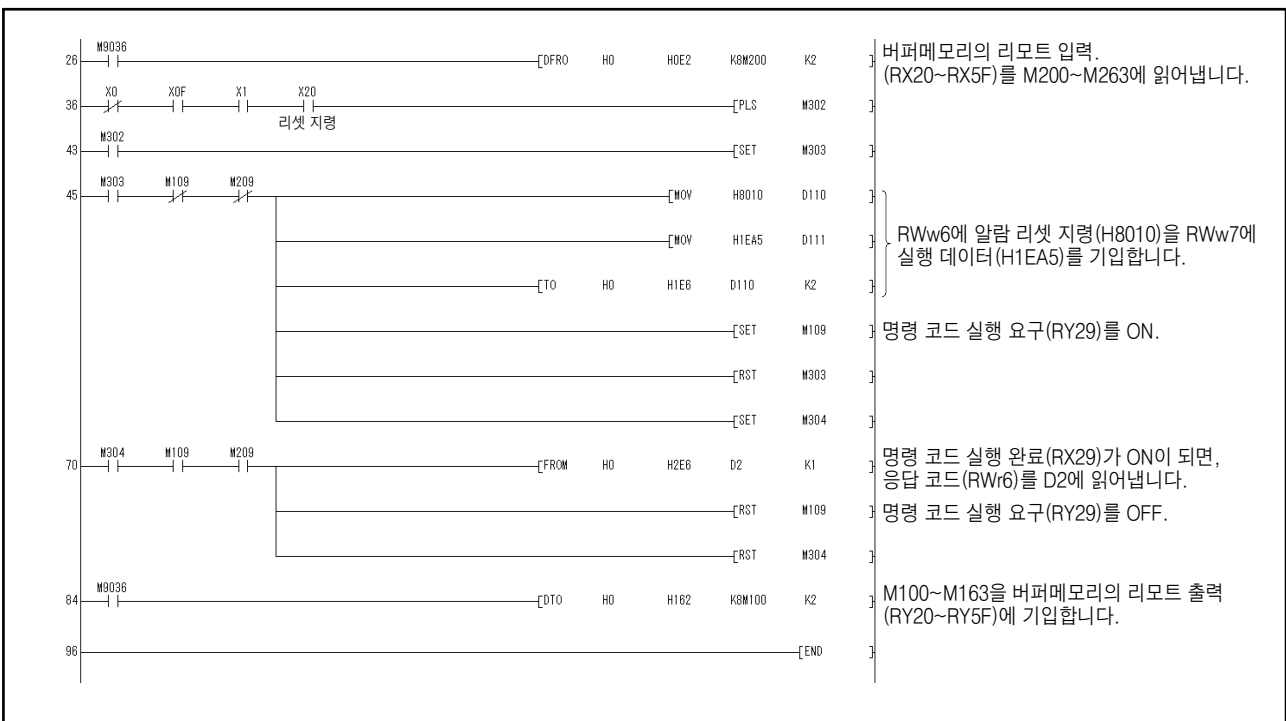 M9036
26 DFRO H0 H0E2 K8M200 K2
버퍼메모리의 리모트 입력.
(RX20~RX5F)를 M200~M263에 읽어냅니다.
X0 X0F X1 X20
36 PLS M302
리셋 지령
M302
43 SET M303
M303 M109 M209
45 MOV H8010 D110
MOV H1EA5 D111
RWw6에 알람 리셋 지령(H8010)을 RWw7에
실행 데이터(H1EA5)를 기입합니다.
TO H0 H1E6 D110 K2
SET M109
명령 코드 실행 요구(RY29)를 ON.
RST M303
SET M304
M304 M109 M209
70 FROM H0 H2E6 D2 K1
명령 코드 실행 완료(RX29)가 ON이 되면,
응답 코드(RWr6)를 D2에 읽어냅니다.
RST M109
명령 코드 실행 요구(RY29)를 OFF.
RST M304
M9036
84 DTO H0 H162 K8M100 K2
M100~M163을 버퍼메모리의 리모트 출력
(RY20~RY5F)에 기입합니다.
96 END